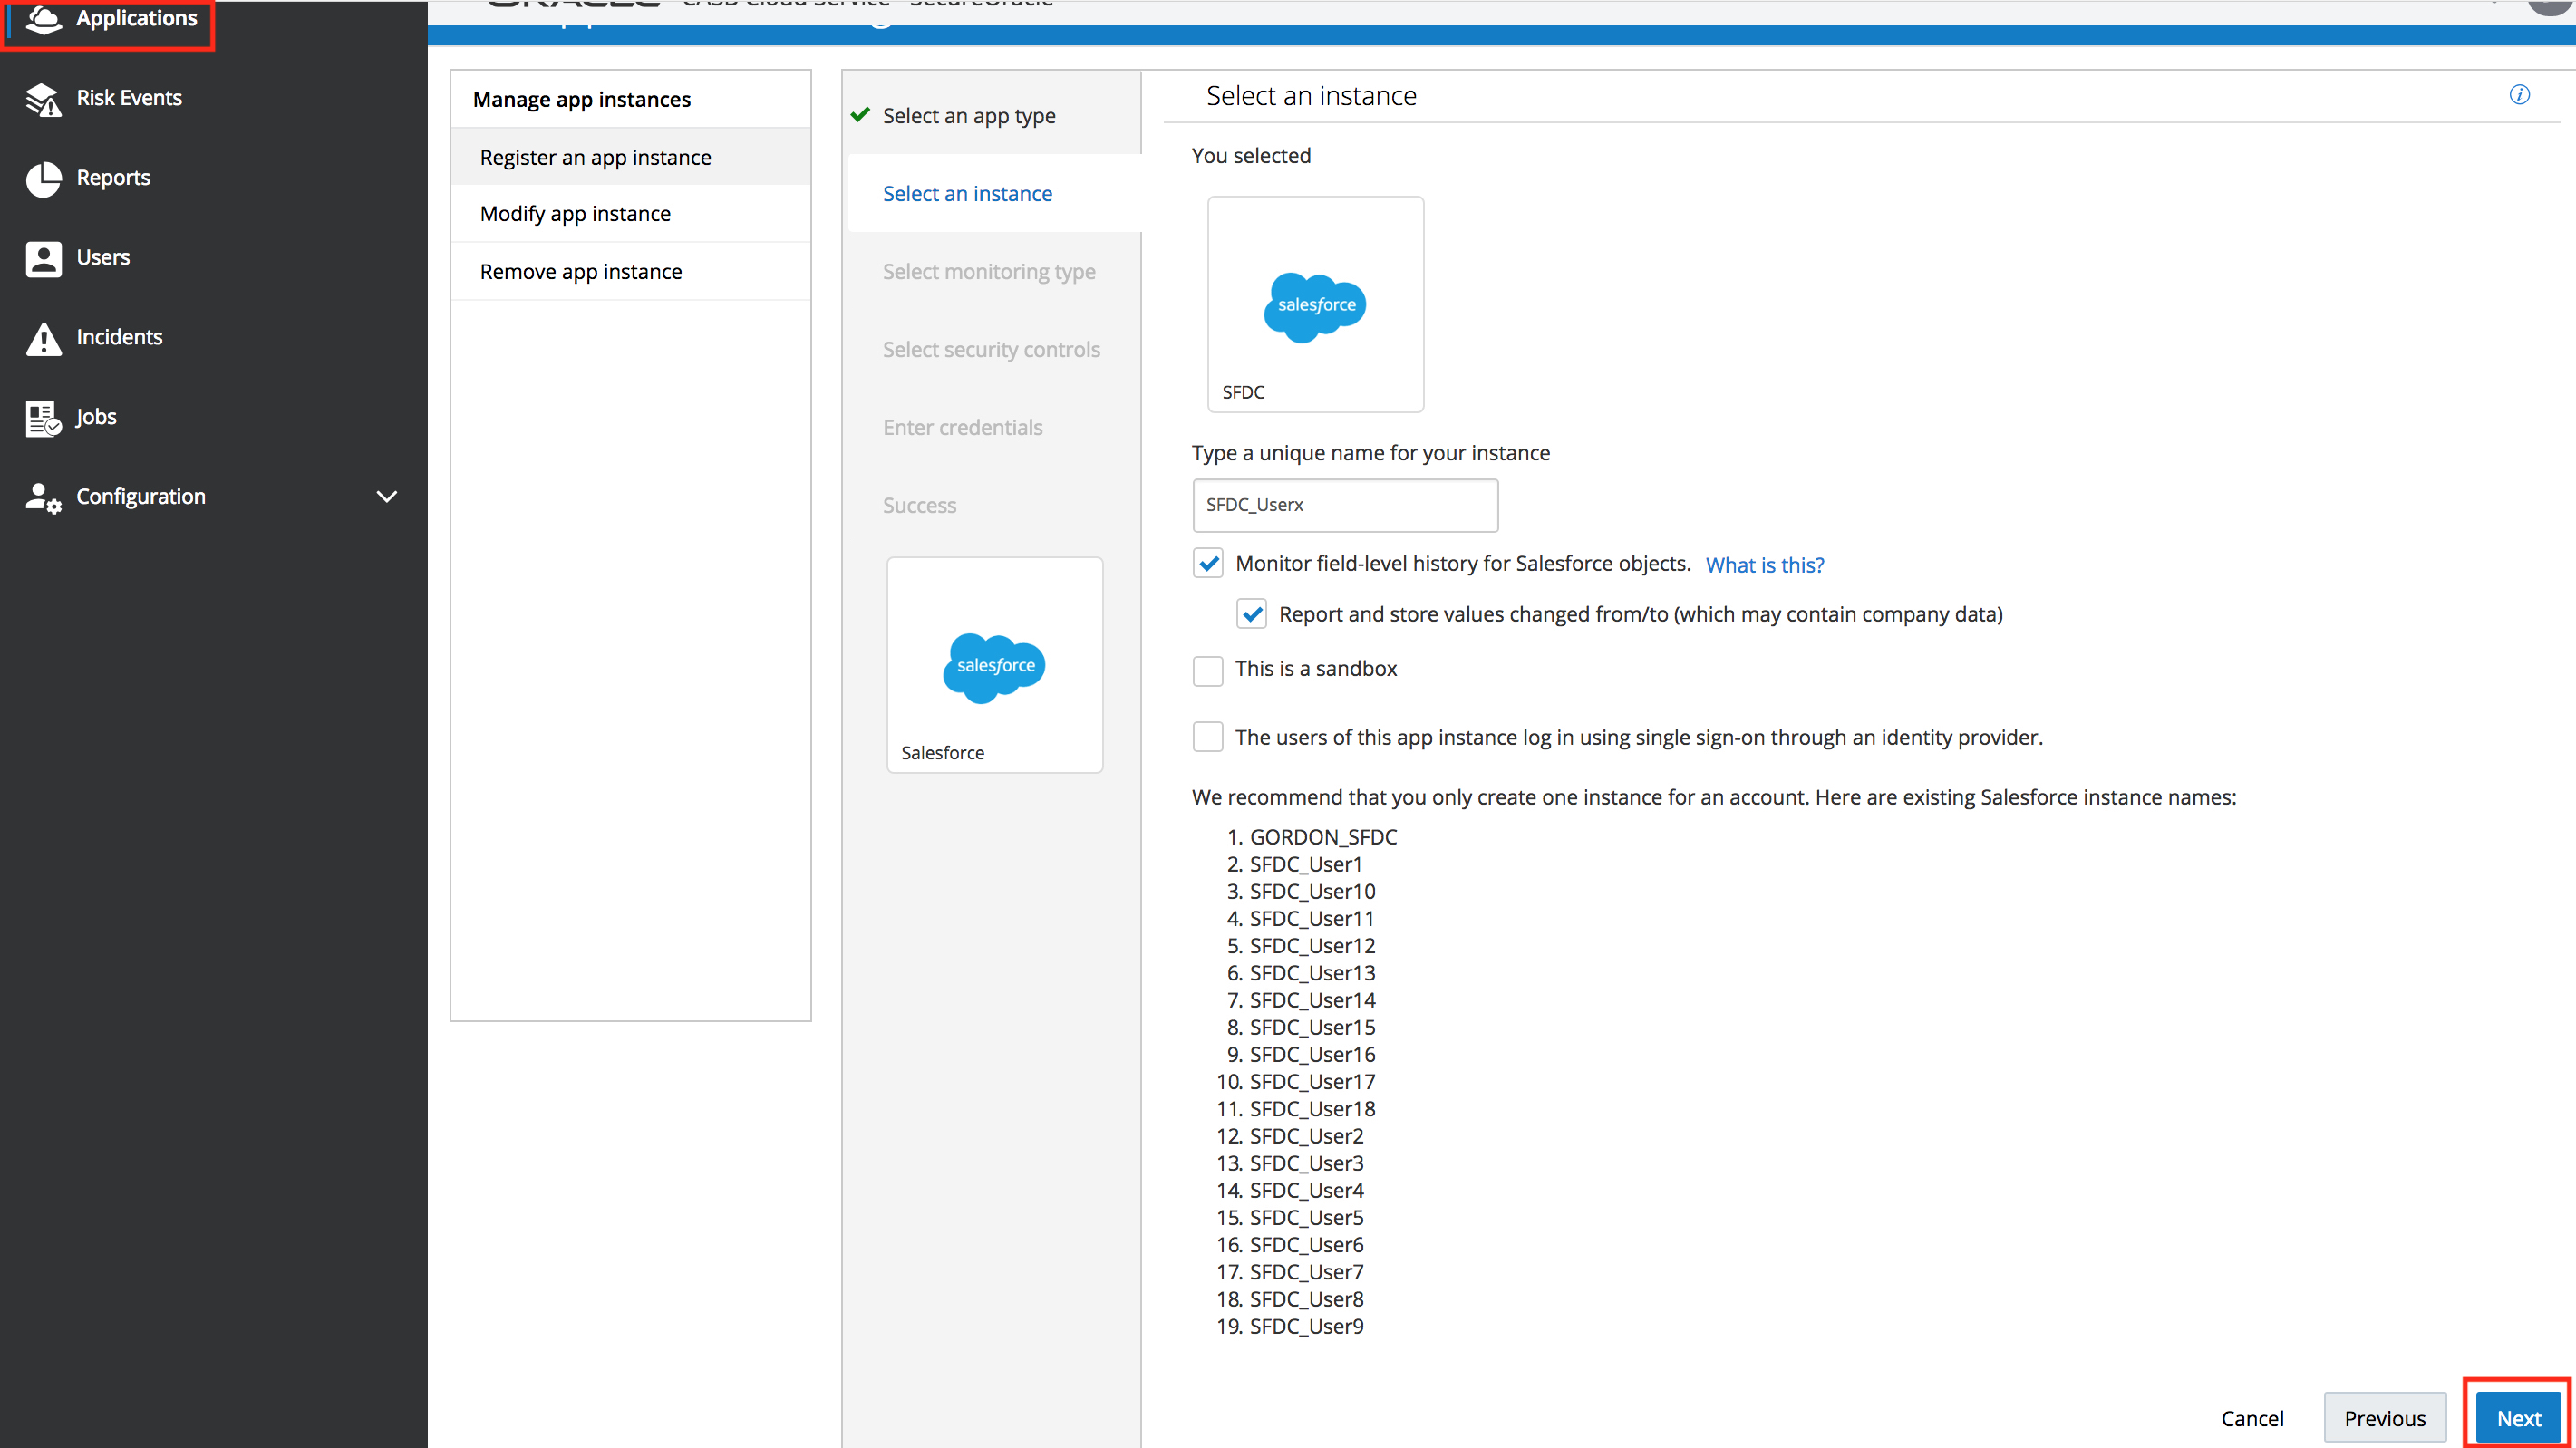 Applications
Risk Events
Reports
Users
Incidents
Jobs
Configuration
Manage app instances
Register an app instance
Modify app instance
Remove app instance
Select an app type
Select an instance
Select monitoring type
Select security controls
Enter credentials
Success
salesforce
Salesforce
Select an instance
You selected
salesforce
SFDC
Type a unique name for your instance
SFDC_Userx
Monitor field-level history for Salesforce objects. What is this?
Report and store values changed from/to (which may contain company data)
This is a sandbox
The users of this app instance log in using single sign-on through an identity provider.
We recommend that you only create one instance for an account. Here are existing Salesforce instance names:
1. GORDON_SFDC
2. SFDC_User1
3. SFDC_User10
4. SFDC_User11
5. SFDC_User12
6. SFDC_User13
7. SFDC_User14
8. SFDC_User15
9. SFDC_User16
10. SFDC_User17
11. SFDC_User18
12. SFDC_User2
13. SFDC_User3
14. SFDC_User4
15. SFDC_User5
16. SFDC_User6
17. SFDC_User7
18. SFDC_User8
19. SFDC_User9
Cancel Previous Next